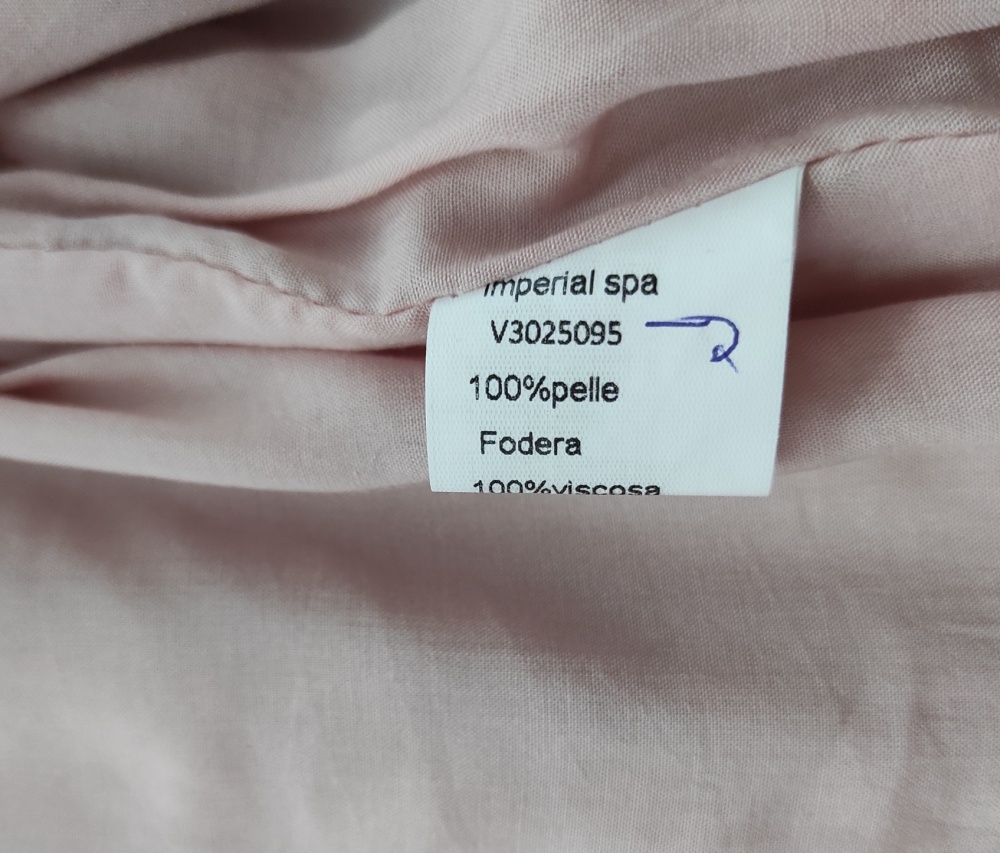 imperial spa
V3025095
100%pelle
Fodera
100%viscosa